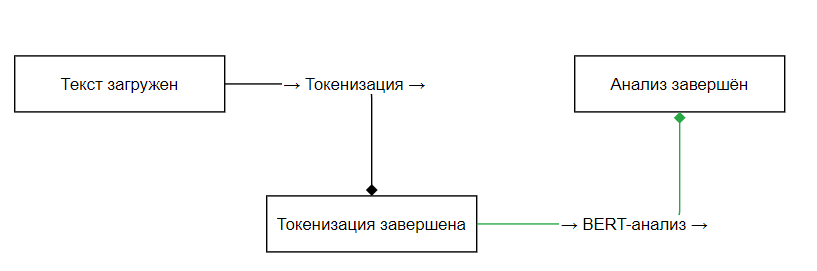 Текст загружен
→ Токенизация →
Анализ завершён
Токенизация завершена
→ BERT-анализ →